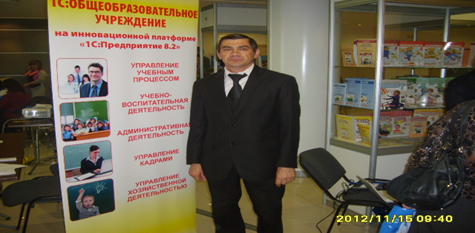 1С:ОБЩЕОБРАЗОВАТЕЛЬНОЕ
УЧРЕЖДЕНИЕ
на инновационной платформе
«1С:Предприятие 8.2»
УПРАВЛЕНИЕ
УЧЕБНЫМ
ПРОЦЕССОМ
УЧЕБНО-
ВОСПИТАТЕЛЬНАЯ
ДЕЯТЕЛЬНОСТЬ
АДМИНИСТРАТИВНАЯ
ДЕЯТЕЛЬНОСТЬ
УПРАВЛЕНИЕ
КАДРАМИ
УПРАВЛЕНИЕ
ХОЗЯЙСТВЕННОЙ
ДЕЯТЕЛЬНОСТЬЮ
2012/11/15 09:40